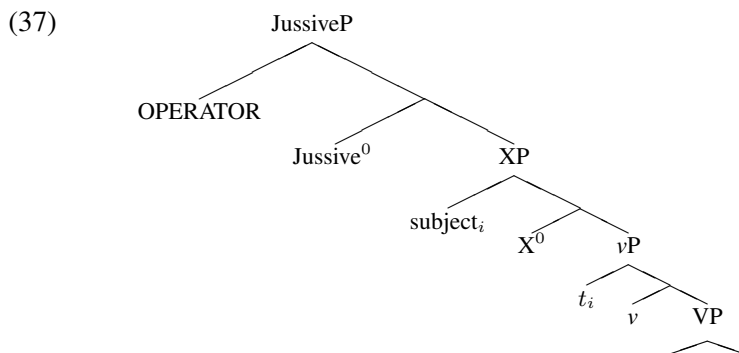 (37)
JussiveP
OPERATOR
Jussive⁰
XP
subjectᵢ
X⁰
vP
tᵢ
v
VP